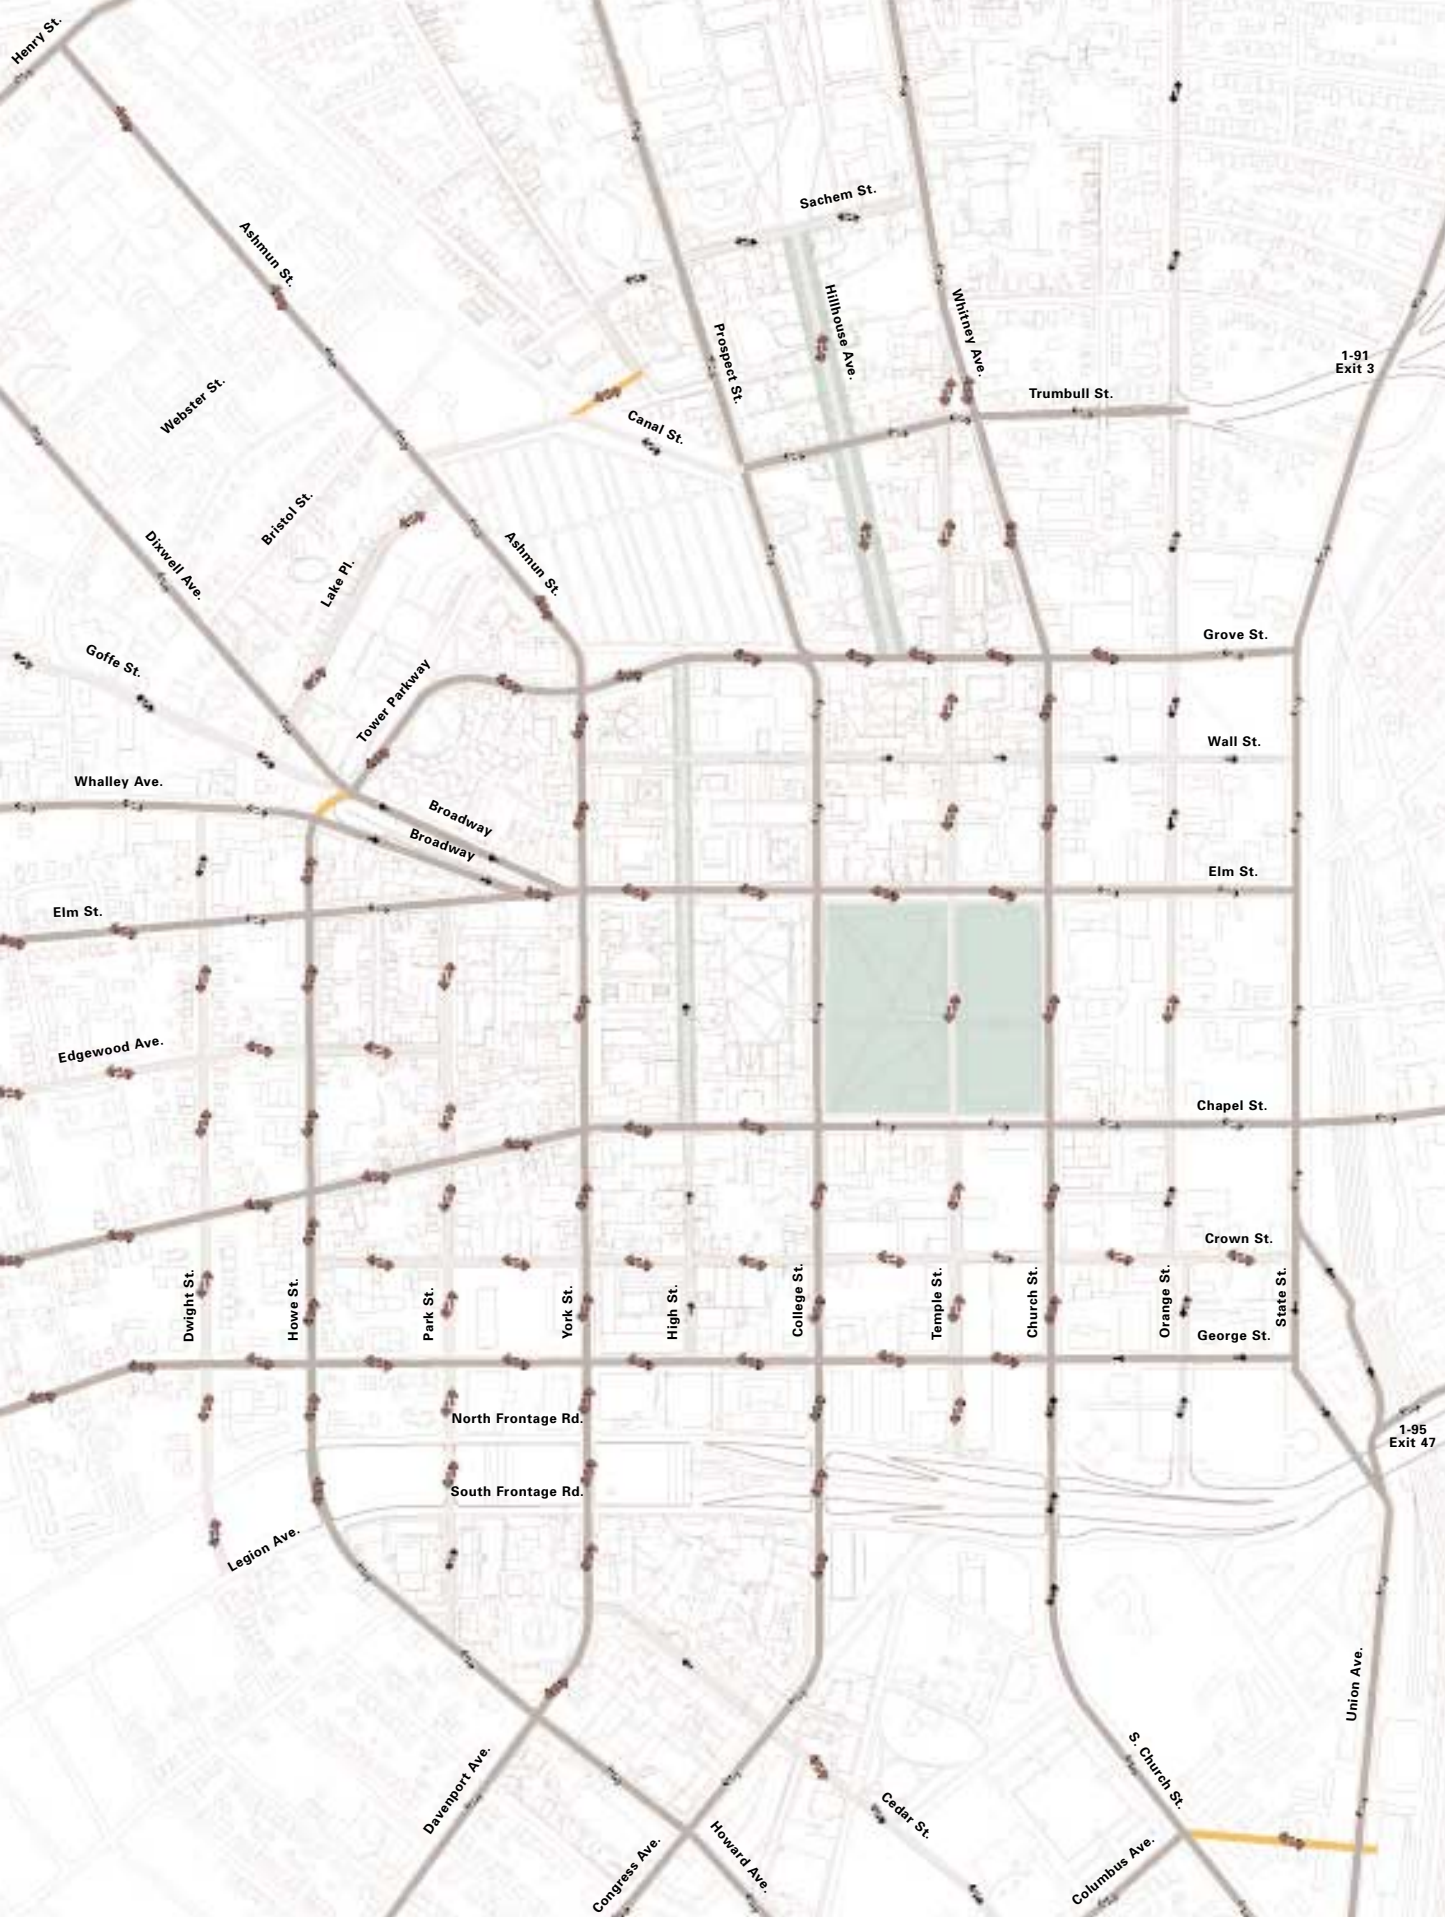 Henry St.
Sachem St.
Ashmun St.
Hillhouse Ave.
Whitney Ave.
Prospect St.
1-91
Exit 3
Trumbull St.
Webster St.
Canal St.
Bristol St.
Dixwell Ave.
Ashmun St.
Lake Pl.
Grove St.
Goffe St.
Tower Parkway
Wall St.
Whalley Ave.
Broadway
Broadway
Elm St.
Elm St.
Edgewood Ave.
Chapel St.
Crown St.
Dwight St.
Howe St.
Park St.
York St.
High St.
College St.
Temple St.
Church St.
Orange St.
State St.
George St.
North Frontage Rd.
1-95
Exit 47
South Frontage Rd.
Legion Ave.
Union Ave.
S. Church St.
Davenport Ave.
Cedar St.
Howard Ave.
Congress Ave.
Columbus Ave.